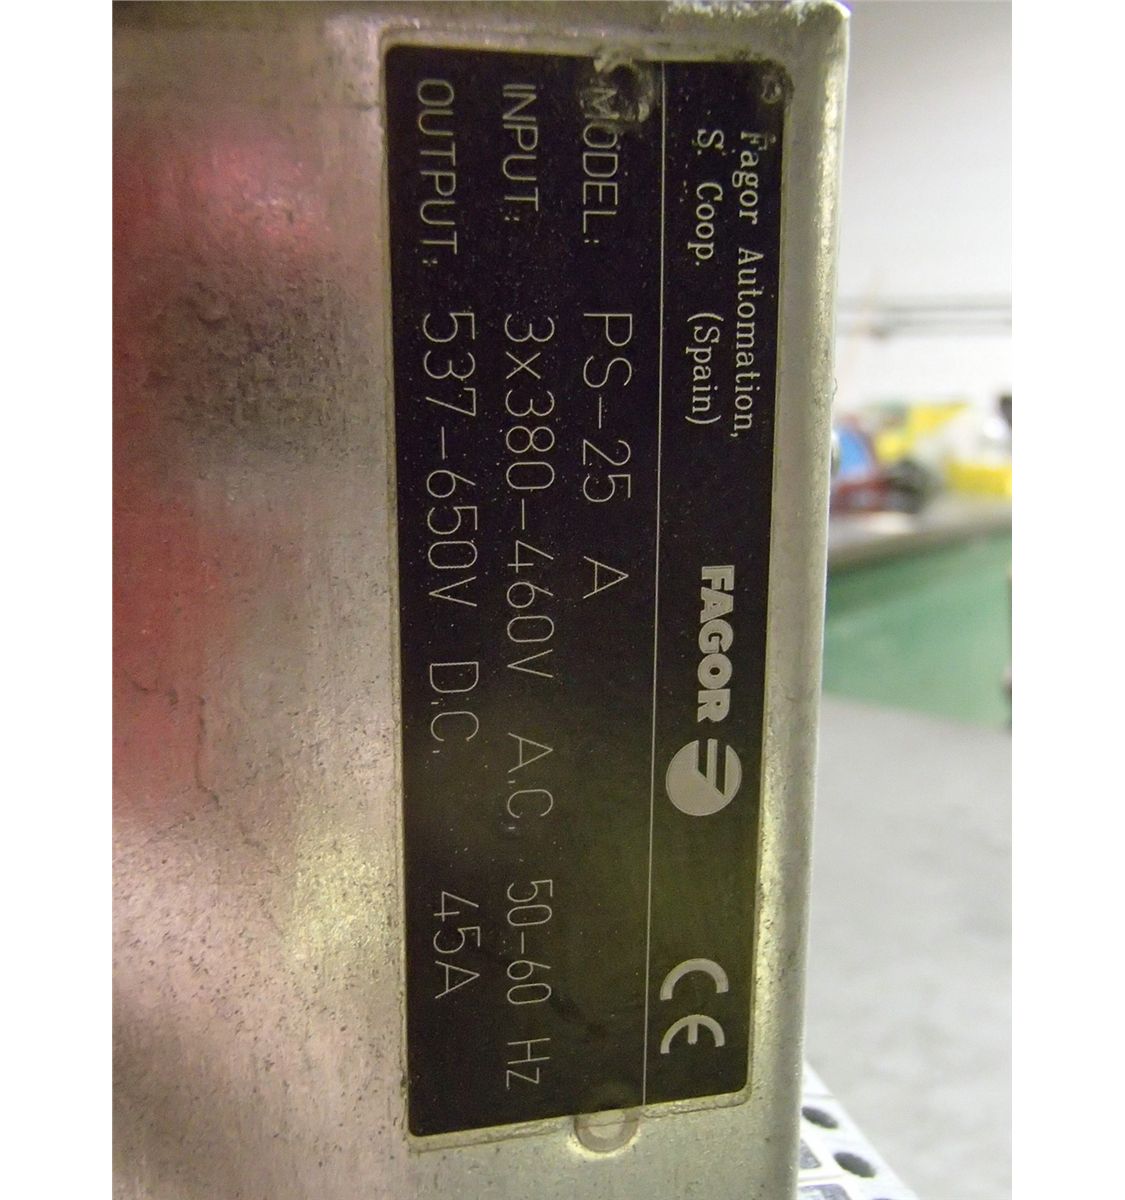 Fagor Automation,
S. Coop. (Spain)
FAGOR
CE
MODEL: PS-25 A
INPUT: 3x380-460V A.C. 50-60 Hz
OUTPUT: 537-650V D.C. 45A